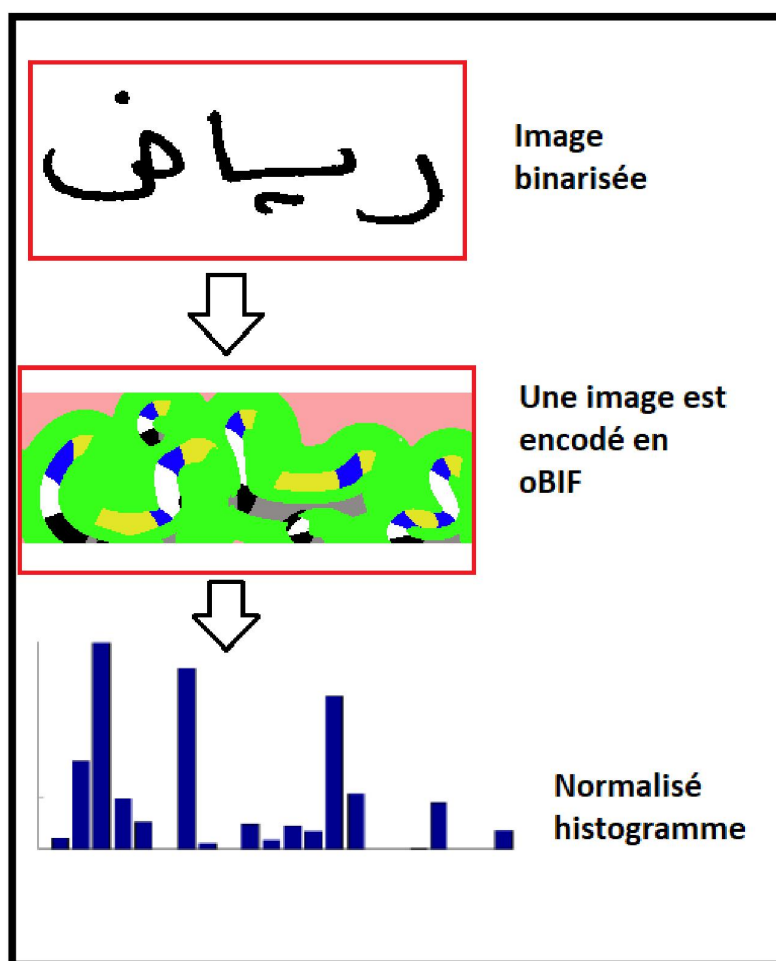 رياض
Image
binarisée
Une image est
encodé en
oBIF
Normalisé
histogramme